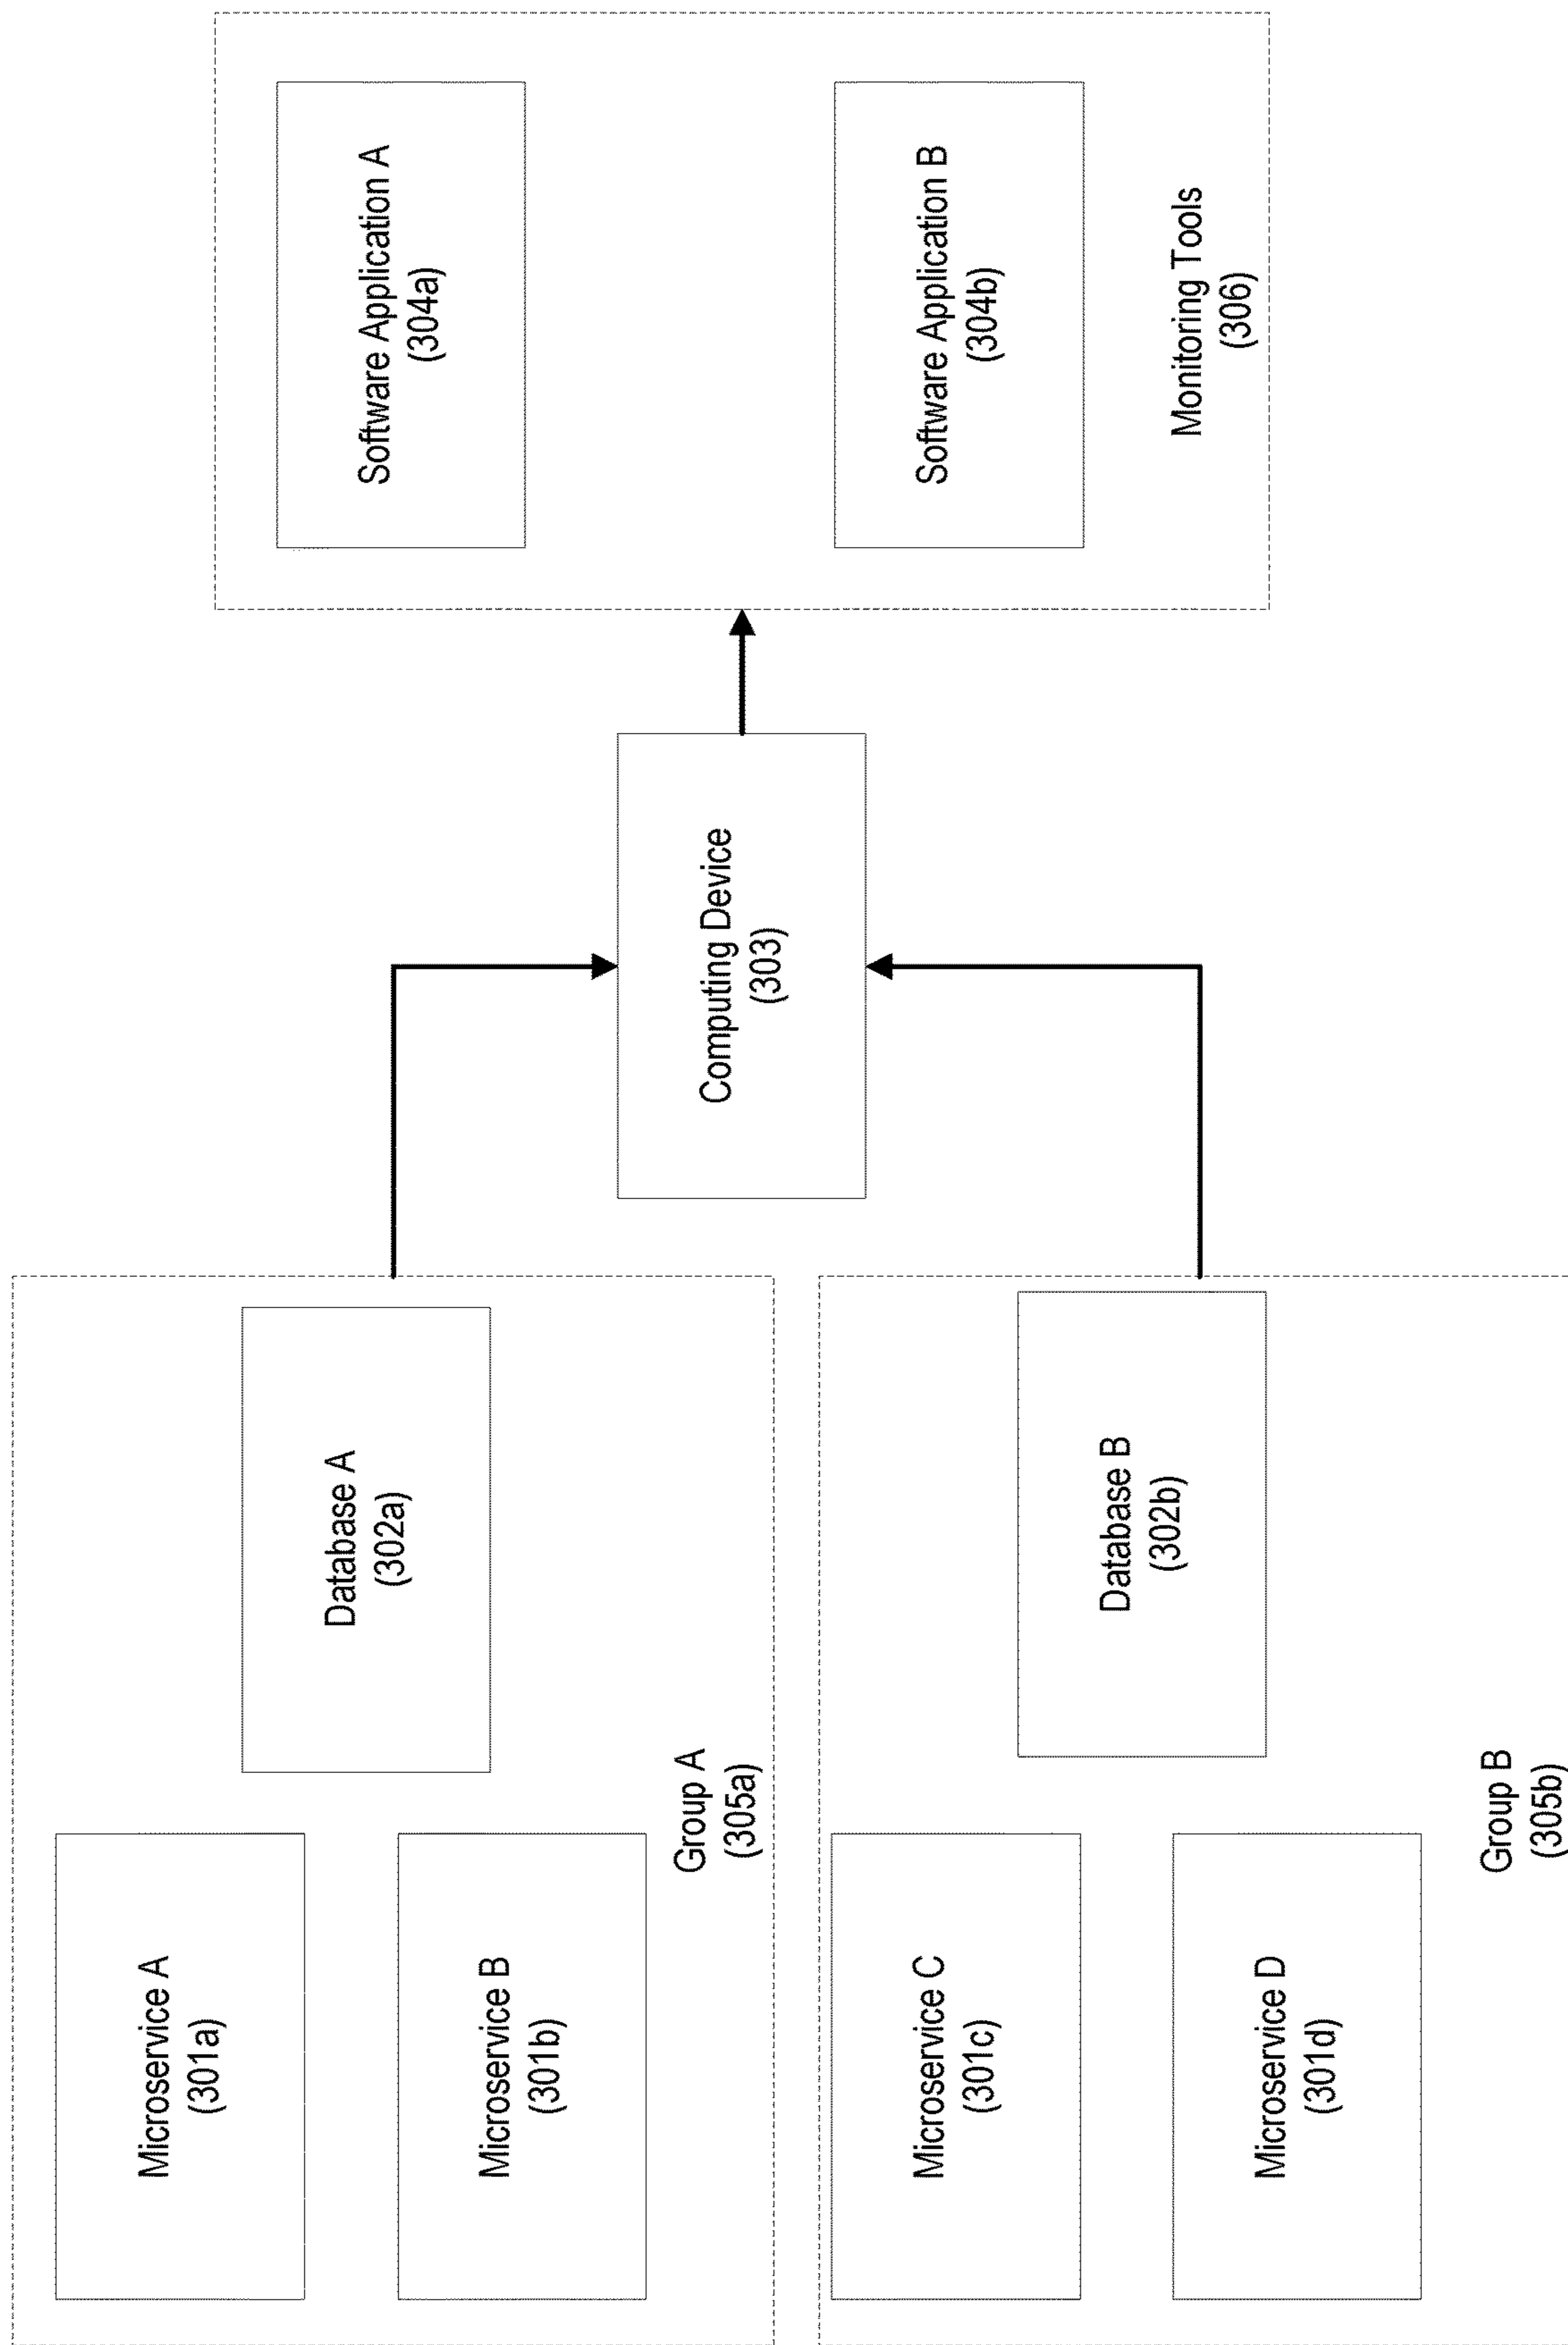 Microservice A
(301a)
Microservice B
(301b)
Database A
(302a)
Group A
(305a)
Microservice C
(301c)
Microservice D
(301d)
Database B
(302b)
Group B
(305b)
Computing Device
(303)
Software Application A
(304a)
Software Application B
(304b)
Monitoring Tools
(306)